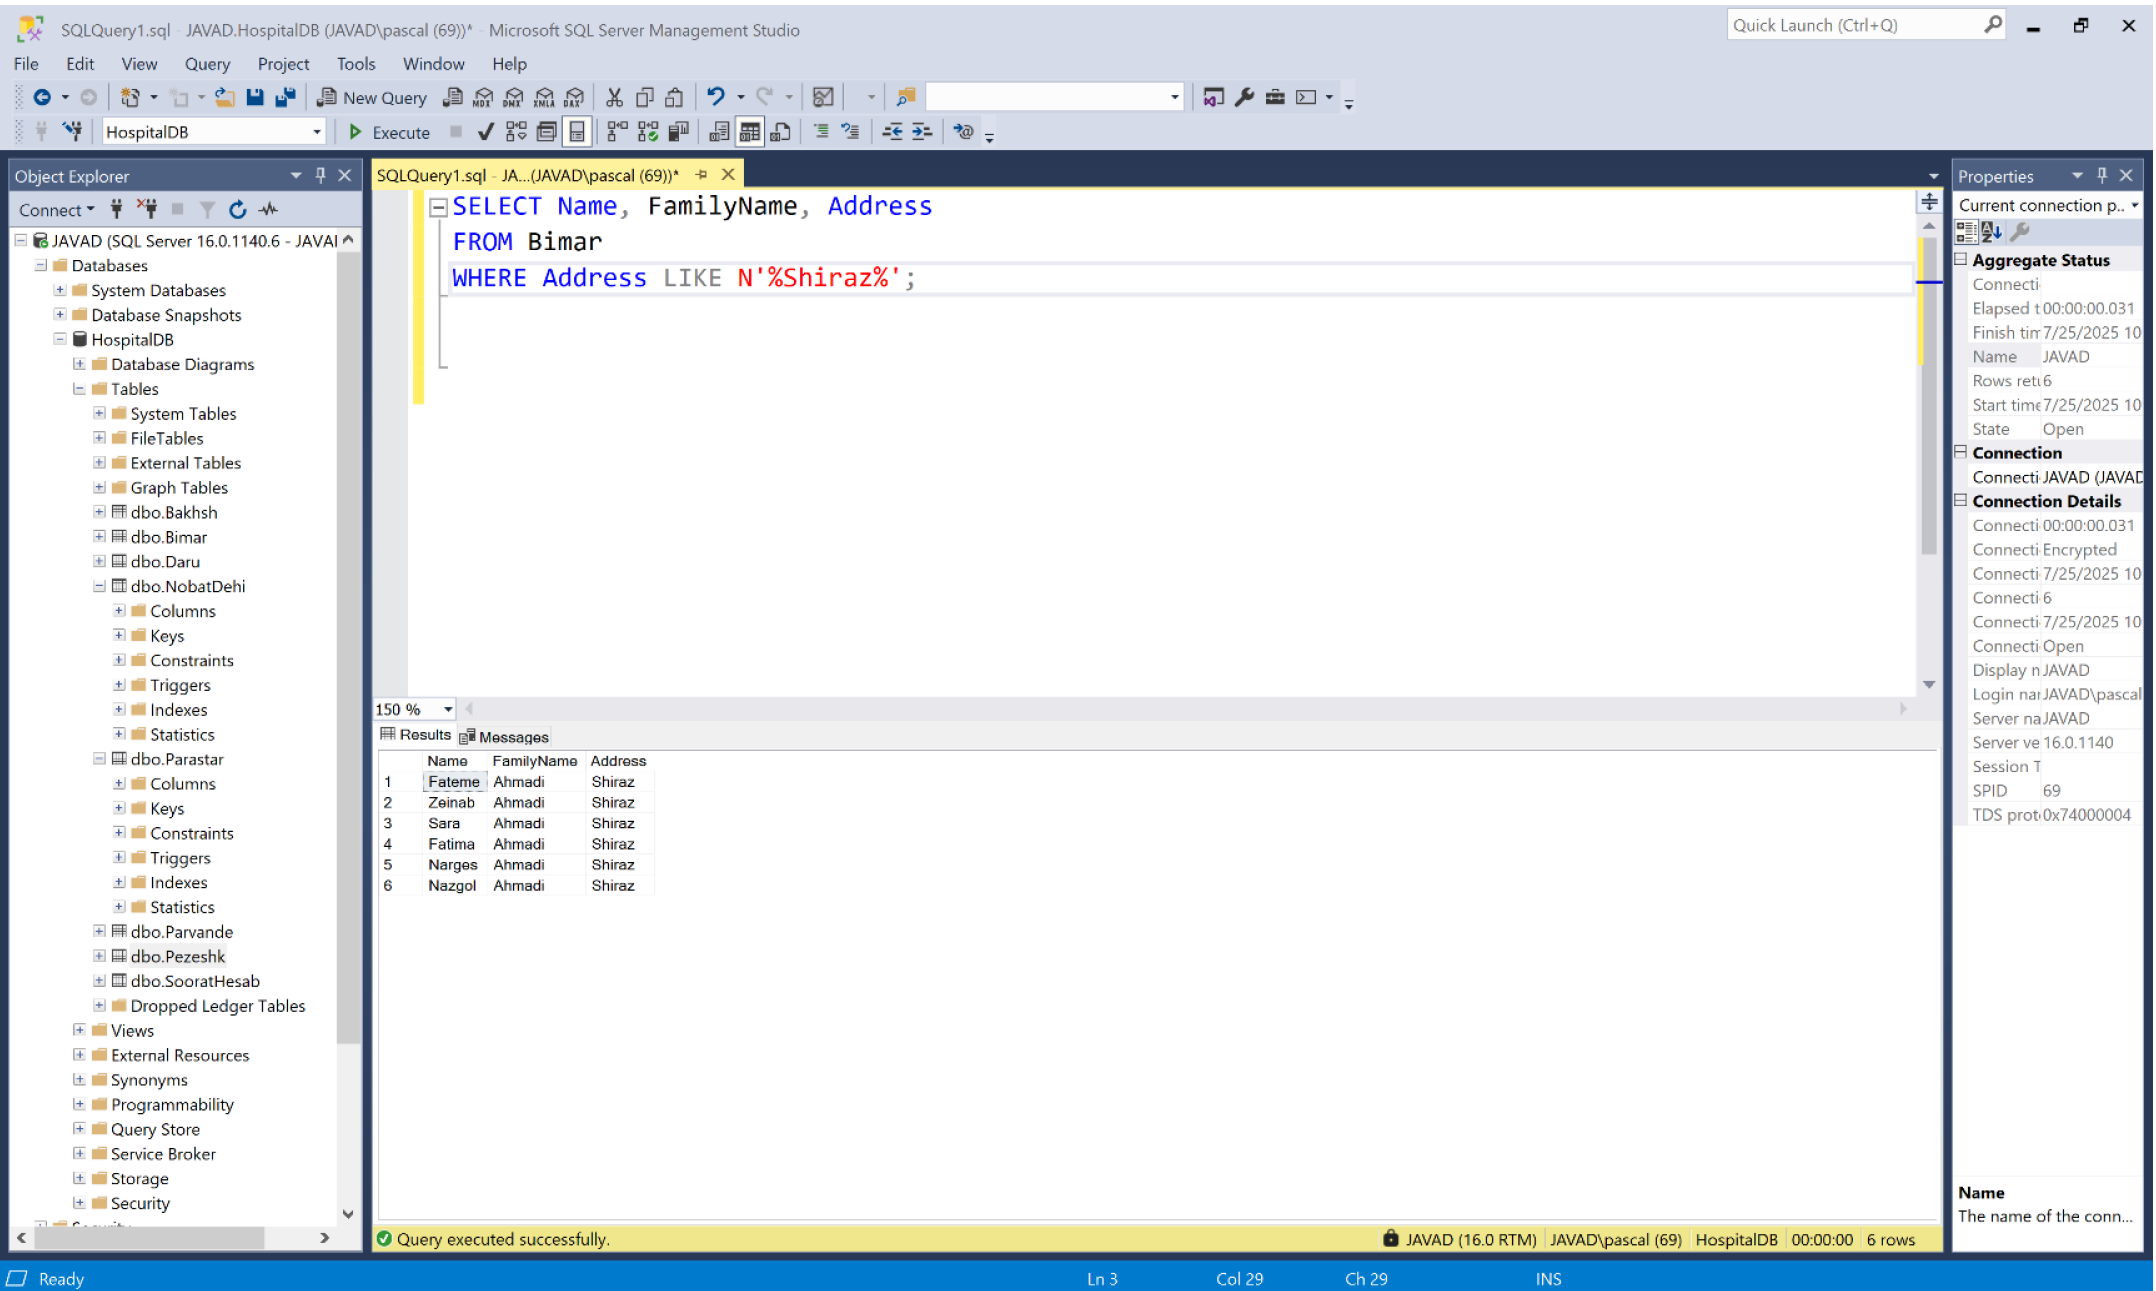 SQLQuery1.sql - JAVAD.HospitalDB (JAVAD\pascal (69))* - Microsoft SQL Server Management Studio
Quick Launch (Ctrl+Q)
File Edit View Query Project Tools Window Help
New Query MDX DMX XMLA DAX
HospitalDB Execute
Object Explorer
Connect
JAVAD (SQL Server 16.0.1140.6 - JAVA
Databases
System Databases
Database Snapshots
HospitalDB
Database Diagrams
Tables
System Tables
FileTables
External Tables
Graph Tables
dbo.Bakhsh
dbo.Bimar
dbo.Daru
dbo.NobatDehi
Columns
Keys
Constraints
Triggers
Indexes
Statistics
dbo.Parastar
Columns
Keys
Constraints
Triggers
Indexes
Statistics
dbo.Parvande
dbo.Pezeshk
dbo.SooratHesab
Dropped Ledger Tables
Views
External Resources
Synonyms
Programmability
Query Store
Service Broker
Storage
Security
SQLQuery1.sql - JA...(JAVAD\pascal (69))*
SELECT Name, FamilyName, Address
FROM Bimar
WHERE Address LIKE N'%Shiraz%';
150 %
Results Messages
Name FamilyName Address
1 Fateme Ahmadi Shiraz
2 Zeinab Ahmadi Shiraz
3 Sara Ahmadi Shiraz
4 Fatima Ahmadi Shiraz
5 Narges Ahmadi Shiraz
6 Nazgol Ahmadi Shiraz
Query executed successfully. JAVAD (16.0 RTM) JAVAD\pascal (69) HospitalDB 00:00:00 6 rows
Properties
Current connection p..
Aggregate Status
Connecti
Elapsed t 00:00:00.031
Finish tim 7/25/2025 10
Name JAVAD
Rows retu 6
Start time 7/25/2025 10
State Open
Connection
Connecti JAVAD (JAVAD
Connection Details
Connecti 00:00:00.031
Connecti Encrypted
Connecti 7/25/2025 10
Connecti 6
Connecti 7/25/2025 10
Connecti Open
Display n JAVAD
Login nar JAVAD\pascal
Server na JAVAD
Server ve 16.0.1140
Session T
SPID 69
TDS prot 0x74000004
Name
The name of the conn...
Ready Ln 3 Col 29 Ch 29 INS